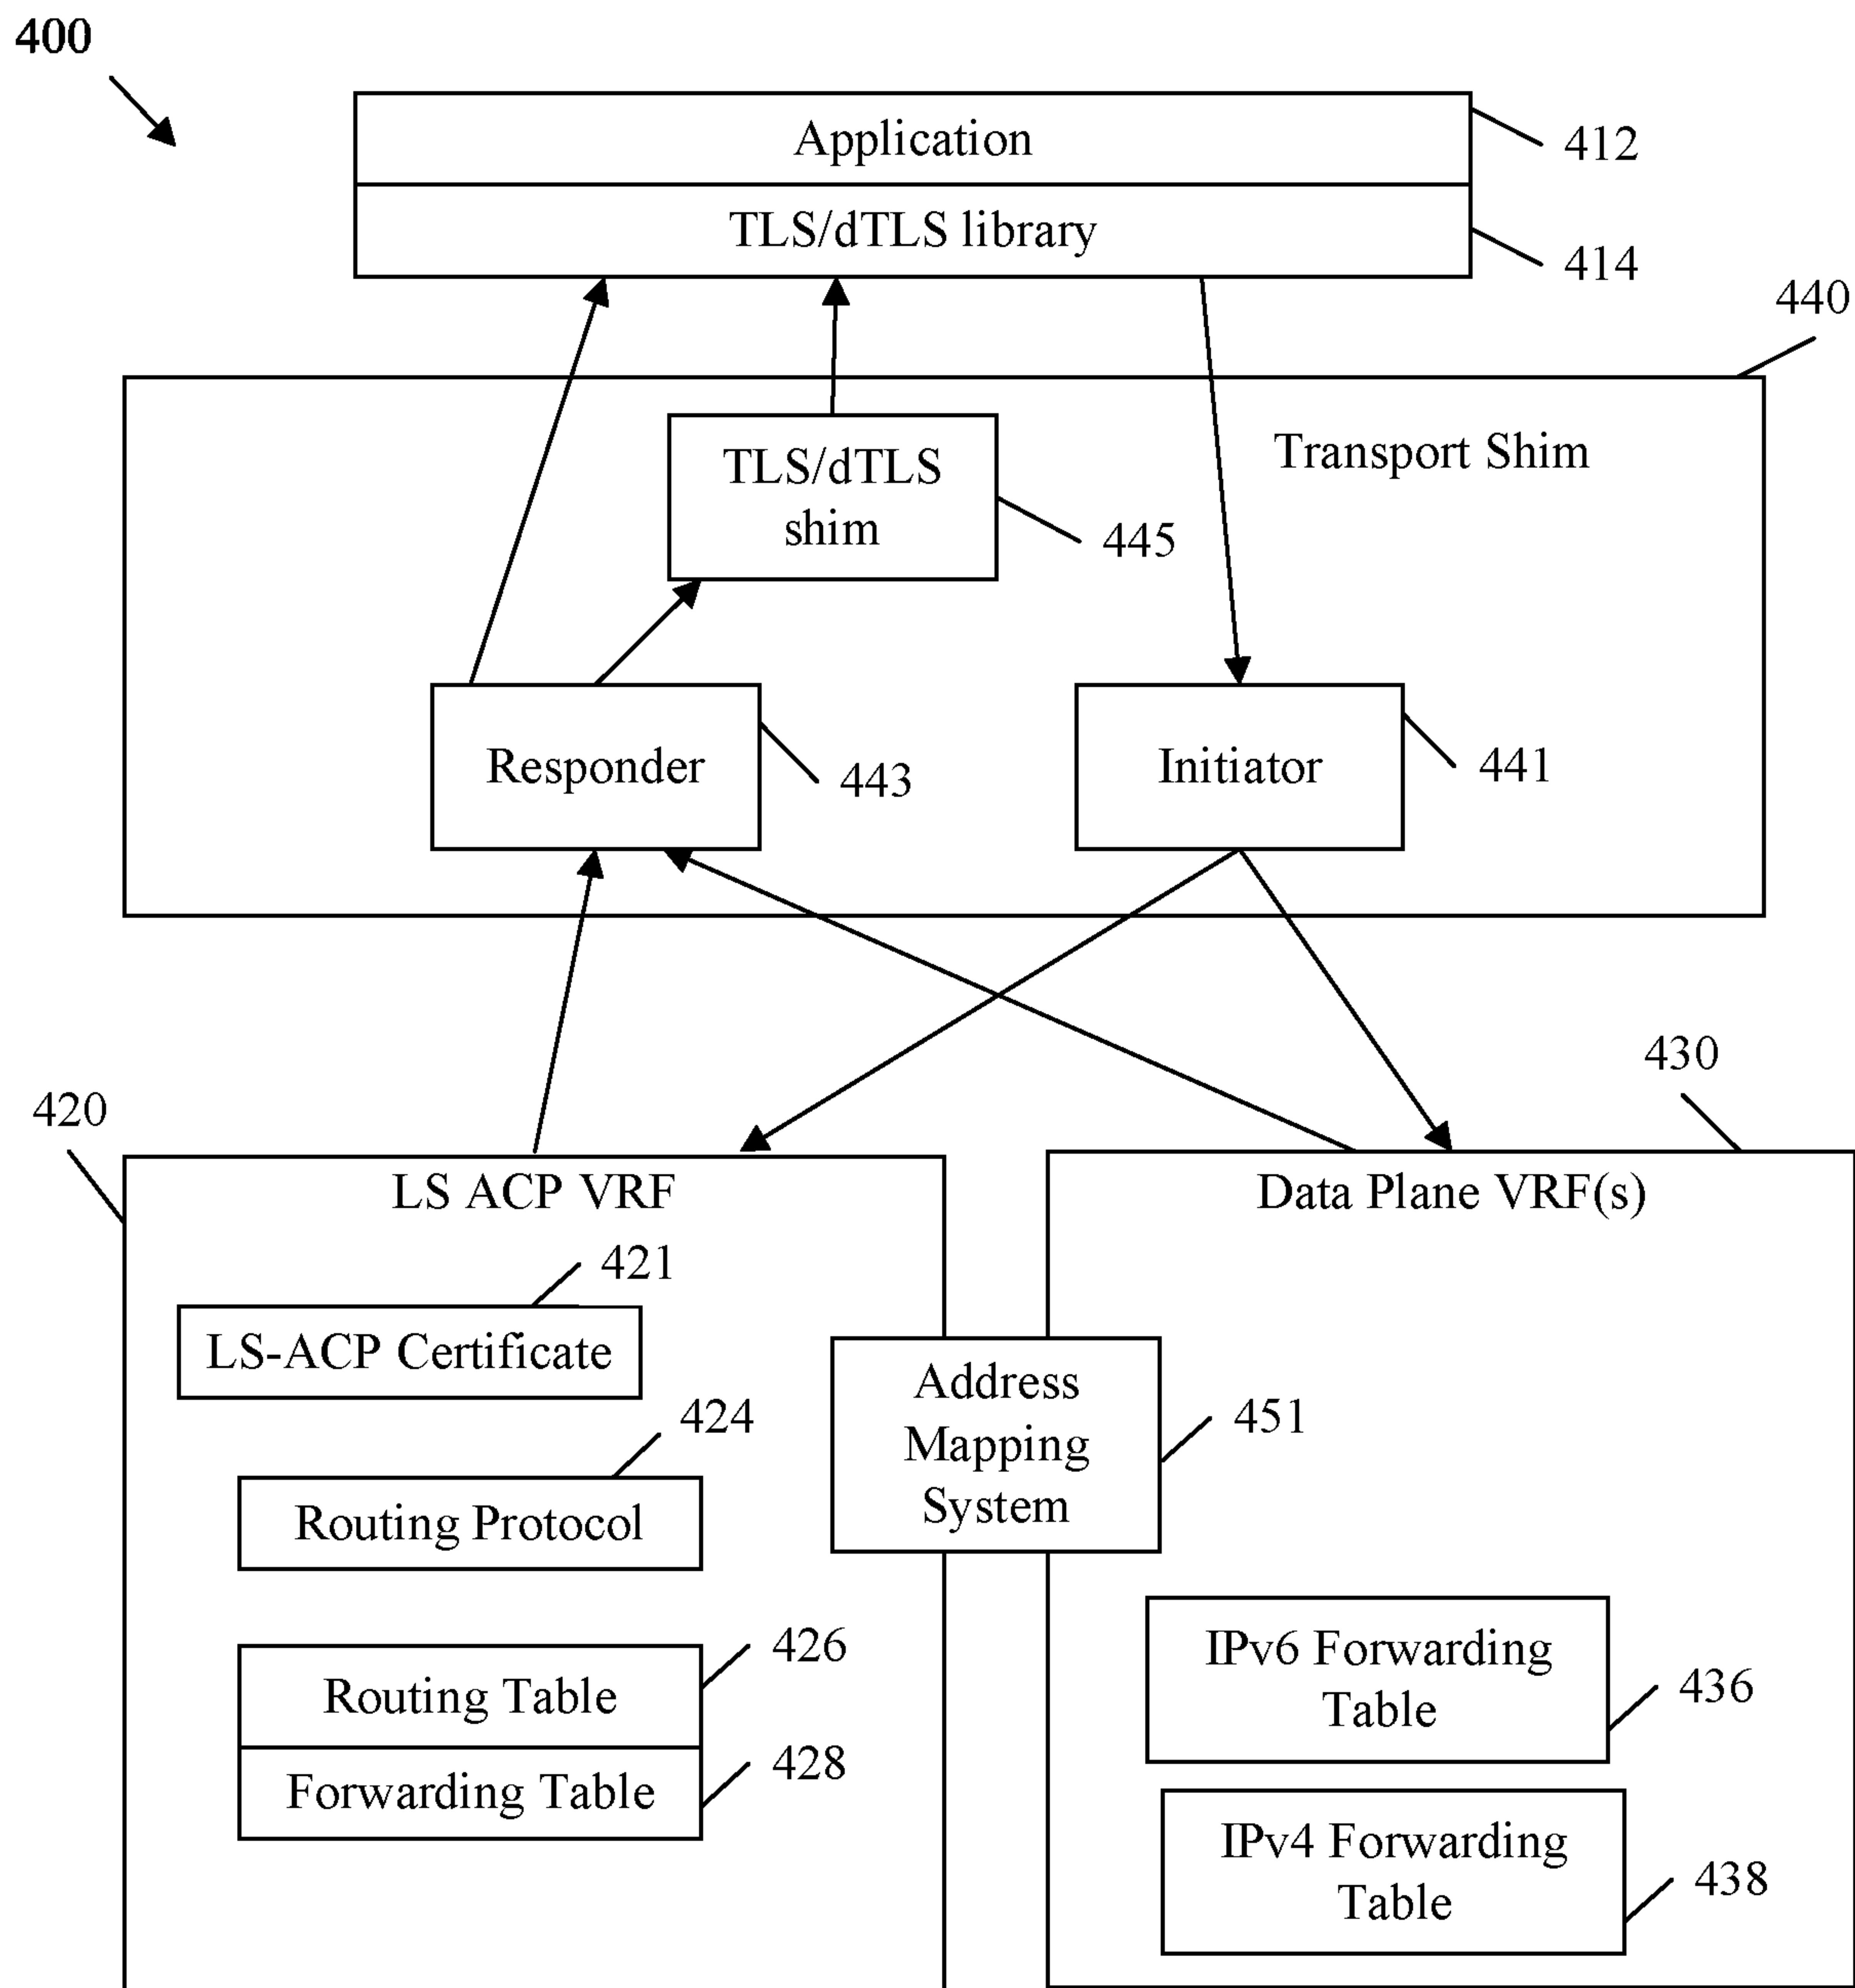 400
Application
412
TLS/dTLS library
414
440
TLS/dTLS
shim
Transport Shim
445
Responder
443
Initiator
441
420
430
LS ACP VRF
Data Plane VRF(s)
421
LS-ACP Certificate
424
Address
Mapping
System
451
Routing Protocol
426
Routing Table
428
Forwarding Table
IPv6 Forwarding
Table
436
IPv4 Forwarding
Table
438